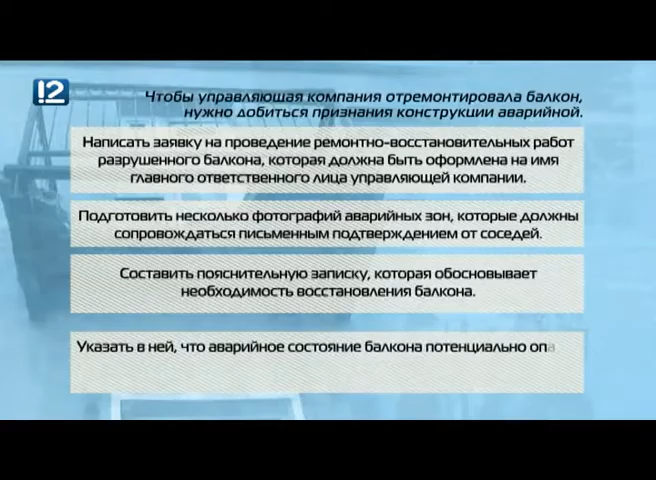 12
Чтобы управляющая компания отремонтировала балкон,
нужно добиться признания конструкции аварийной.
Написать заявку на проведение ремонтно-восстановительных работ
разрушенного балкона, которая должна быть оформлена на имя
главного ответственного лица управляющей компании.
Подготовить несколько фотографий аварийных зон, которые должны
сопровождаться письменным подтверждением от соседей.
Составить пояснительную записку, которая обосновывает
необходимость восстановления балкона.
Указать в ней, что аварийное состояние балкона потенциально опа